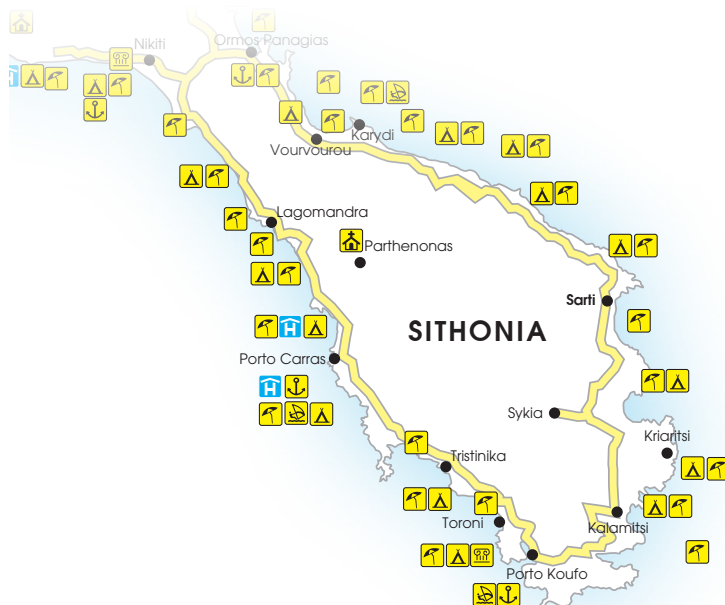 Nikiti
Ormos Panagias
Karydi
Vourvourou
Lagomandra
Parthenonas
Sarti
SITHONIA
Porto Carras
H
H
H
Sykia
Kriaritsi
Tristinika
Toroni
Kalamitsi
Porto Koufo